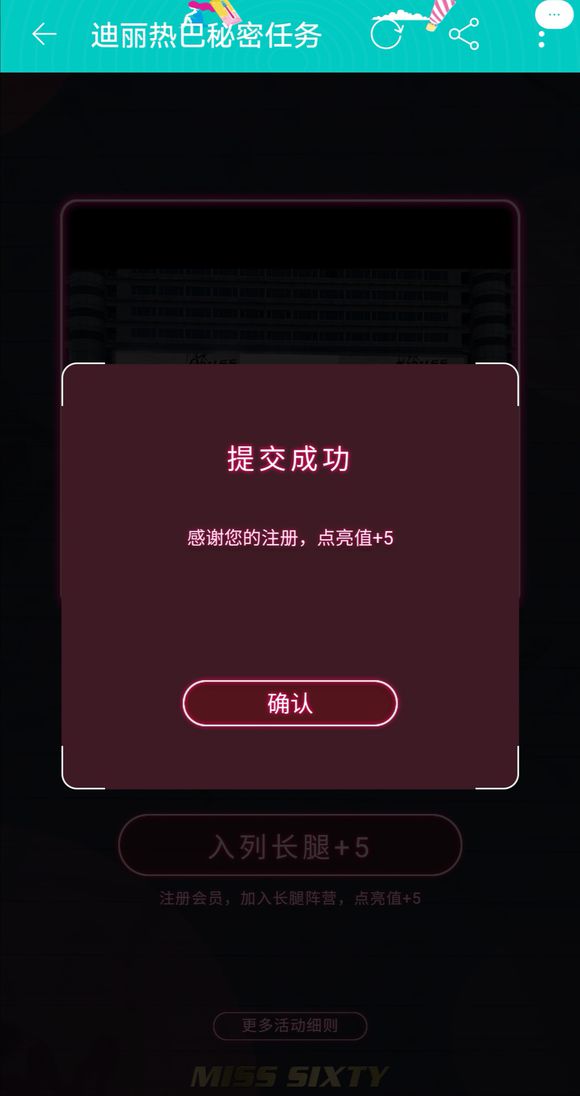 迪丽热巴秘密任务
提交成功
感谢您的注册，点亮值+5
确认
入列长腿+5
注册会员，加入长腿阵营，点亮值+5
更多活动细则
MISS SIXTY